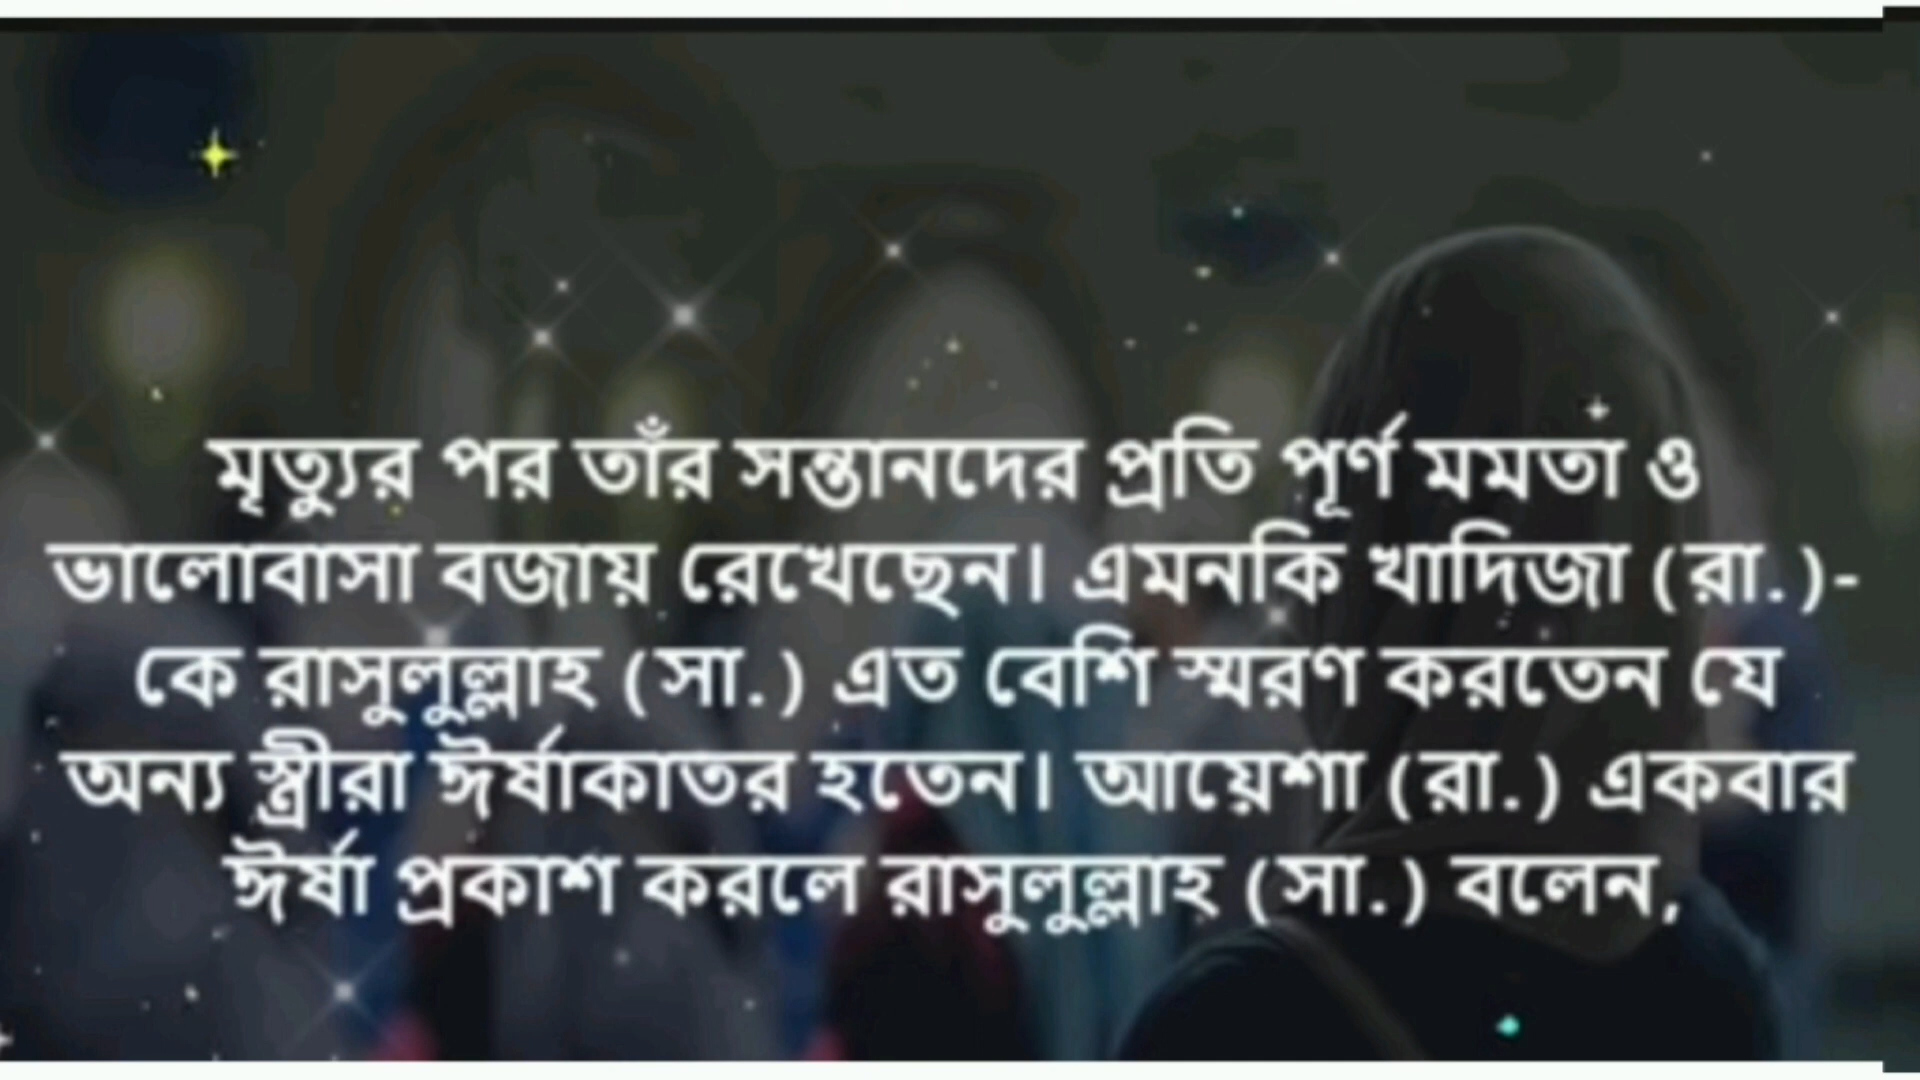 মৃত্যুর পর তাঁর সন্তানদের প্রতি পূর্ণ মমতা ও
ভালোবাসা বজায় রেখেছেন। এমনকি খাদিজা (রা.)-
কে রাসুলুল্লাহ (সা.) এত বেশি স্মরণ করতেন যে
অন্য স্ত্রীরা ঈর্ষাকাতর হতেন। আয়েশা (রা.) একবার
ঈর্ষা প্রকাশ করলে রাসুলুল্লাহ (সা.) বলেন,